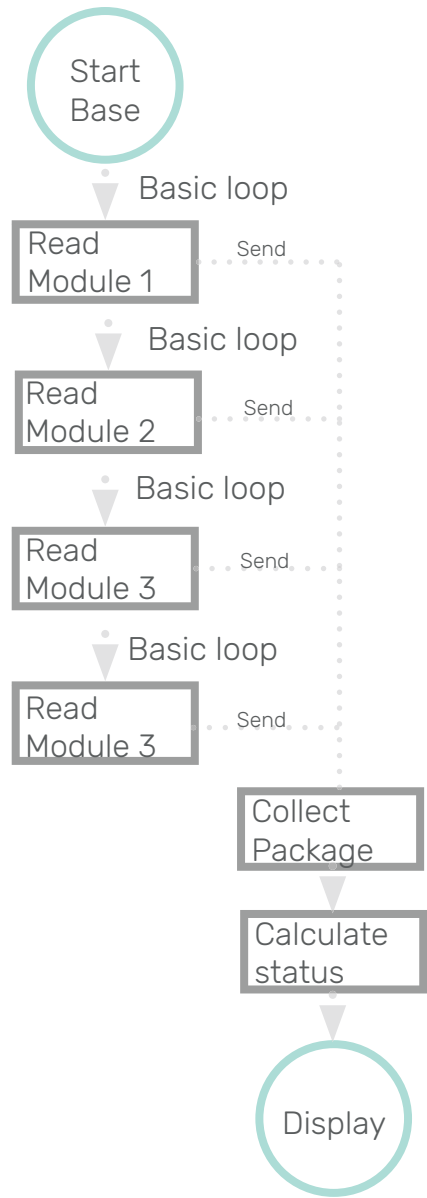 Start
Base
Basic loop
Read
Module 1
Send
Basic loop
Read
Module 2
Send
Basic loop
Read
Module 3
Send
Basic loop
Read
Module 3
Send
Collect
Package
Calculate
status
Display